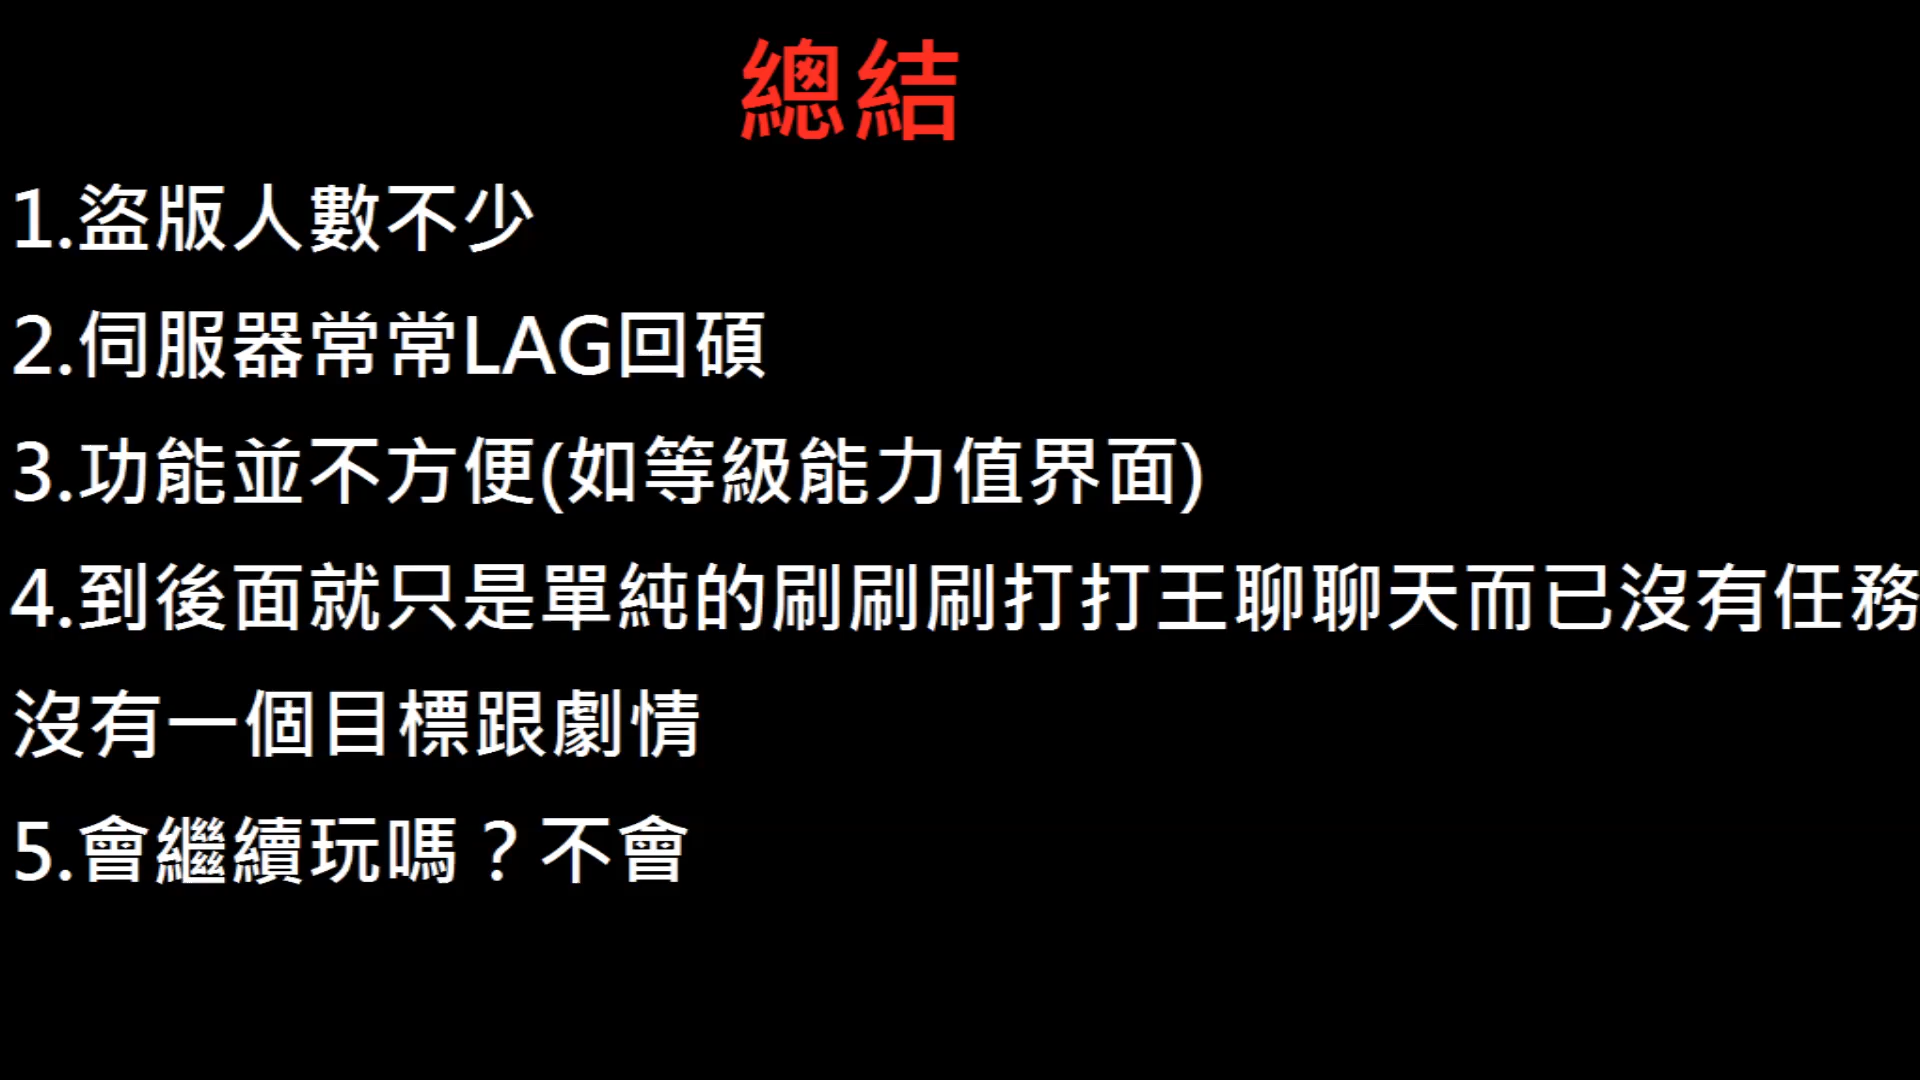 總結
1.盜版人數不少
2.伺服器常常LAG回碩
3.功能並不方便(如等級能力值界面)
4.到後面就只是單純的刷刷刷打打王聊聊天而已沒有任務
沒有一個目標跟劇情
5.會繼續玩嗎？不會